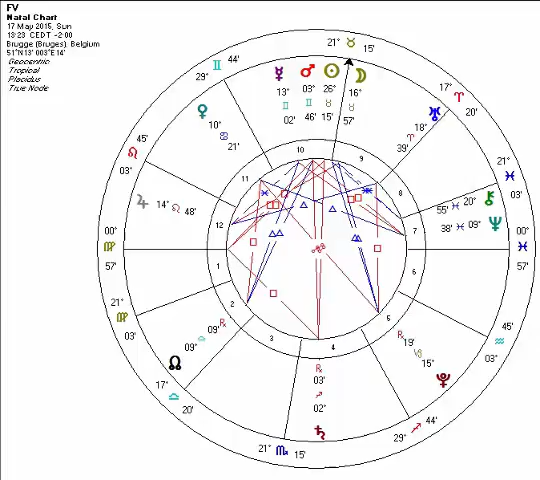 FV
Natal Chart
17 May 2015, Sun
13:23 CEDT -2:00
Brugge (Bruges), Belgium
51°N13' 003°E14'
Geocentric
Tropical
Placidus
True Node
21° ♉ 15'
29° ♊ 44'
17° ♈ 20'
13° ♊ 02'
03° ♊ 46'
26° ♉ 15'
16° ♉ 57'
10° ♋ 21'
18° ♈ 39'
45' ♌ 03°
21° ♓ 03'
14° ♌ 48'
20° ♓ 55'
09° ♓ 38'
00° ♍ 57'
00° ♓ 57'
10
9
11
8
12
7
1
6
2
5
3
4
21° ♍ 03'
09° ♎ 09' ℞
15° ♑ 19' ℞
45' ♒ 03°
17° ♎ 20'
℞
03'
♐
02°
29° ♐ 44'
21° ♏ 15'